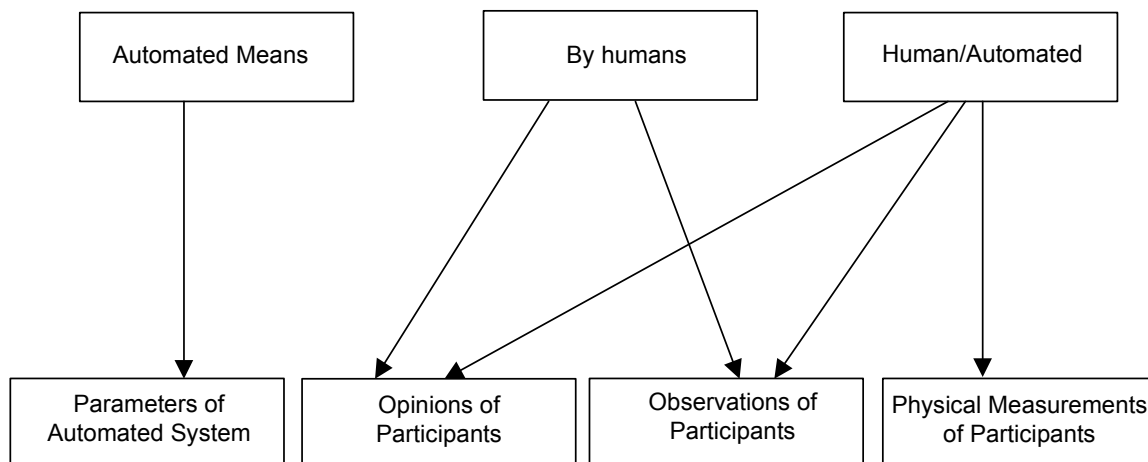 Automated Means
By humans
Human/Automated
Parameters of
Automated System
Opinions of
Participants
Observations of
Participants
Physical Measurements
of Participants